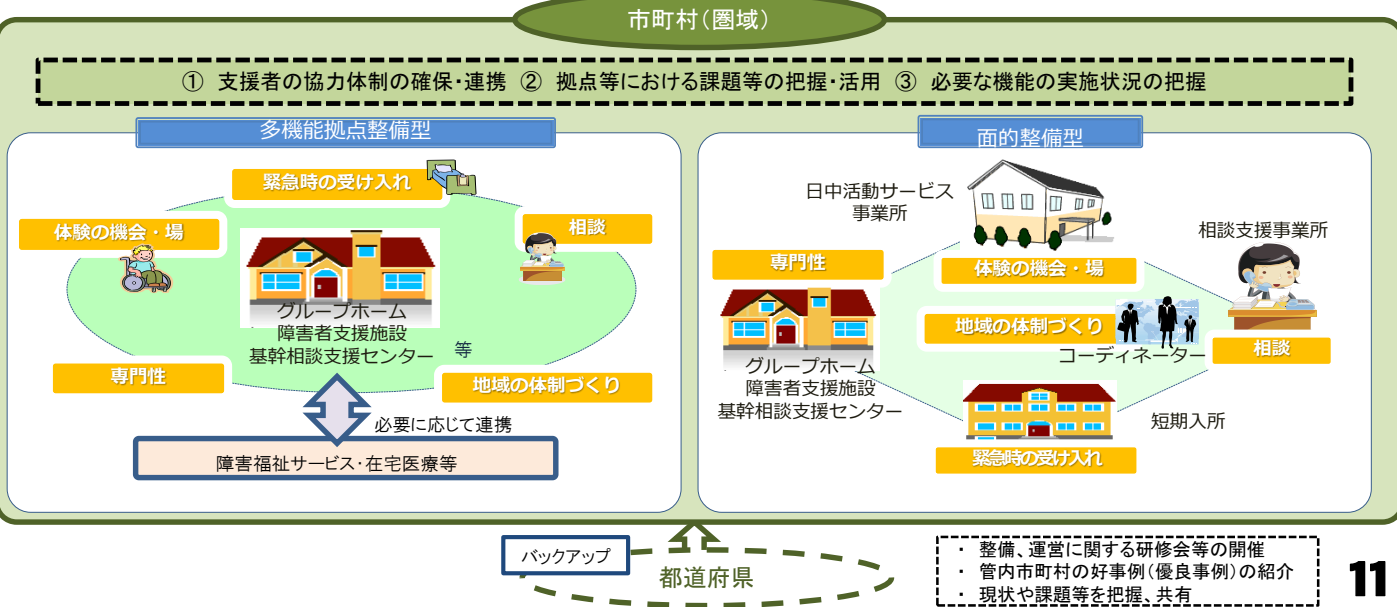 市町村(圏域)
① 支援者の協力体制の確保・連携 ② 拠点等における課題等の把握・活用 ③ 必要な機能の実施状況の把握
多機能拠点整備型
緊急時の受け入れ
体験の機会・場
相談
グループホーム
障害者支援施設
基幹相談支援センター 等
専門性
地域の体制づくり
必要に応じて連携
障害福祉サービス・在宅医療等
面的整備型
日中活動サービス
事業所
相談支援事業所
専門性
体験の機会・場
地域の体制づくり
コーディネーター
相談
グループホーム
障害者支援施設
基幹相談支援センター
短期入所
緊急時の受け入れ
バックアップ
都道府県
・ 整備、運営に関する研修会等の開催
・ 管内市町村の好事例(優良事例)の紹介
・ 現状や課題等を把握、共有
11